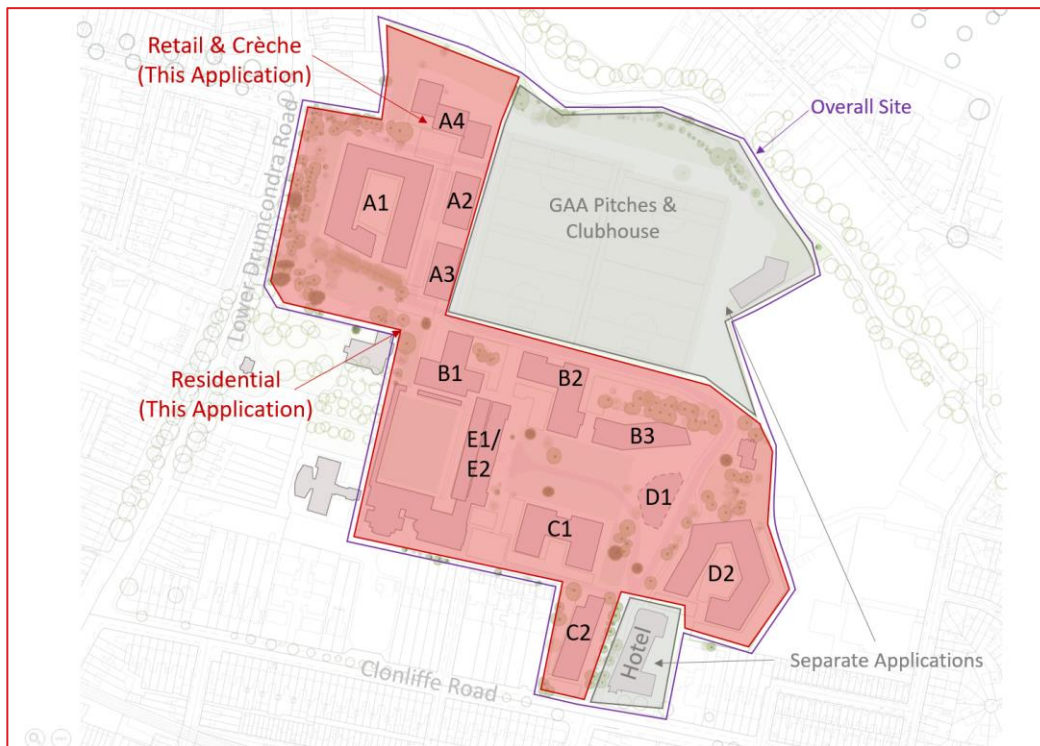 Retail & Crèche
(This Application)
Overall Site
Lower Drumcondra Road
A4
A1
A2
GAA Pitches &
Clubhouse
A3
Residential
(This Application)
B1
B2
B3
E1/
E2
D1
C1
D2
C2
Hotel
Separate Applications
Clonliffe Road